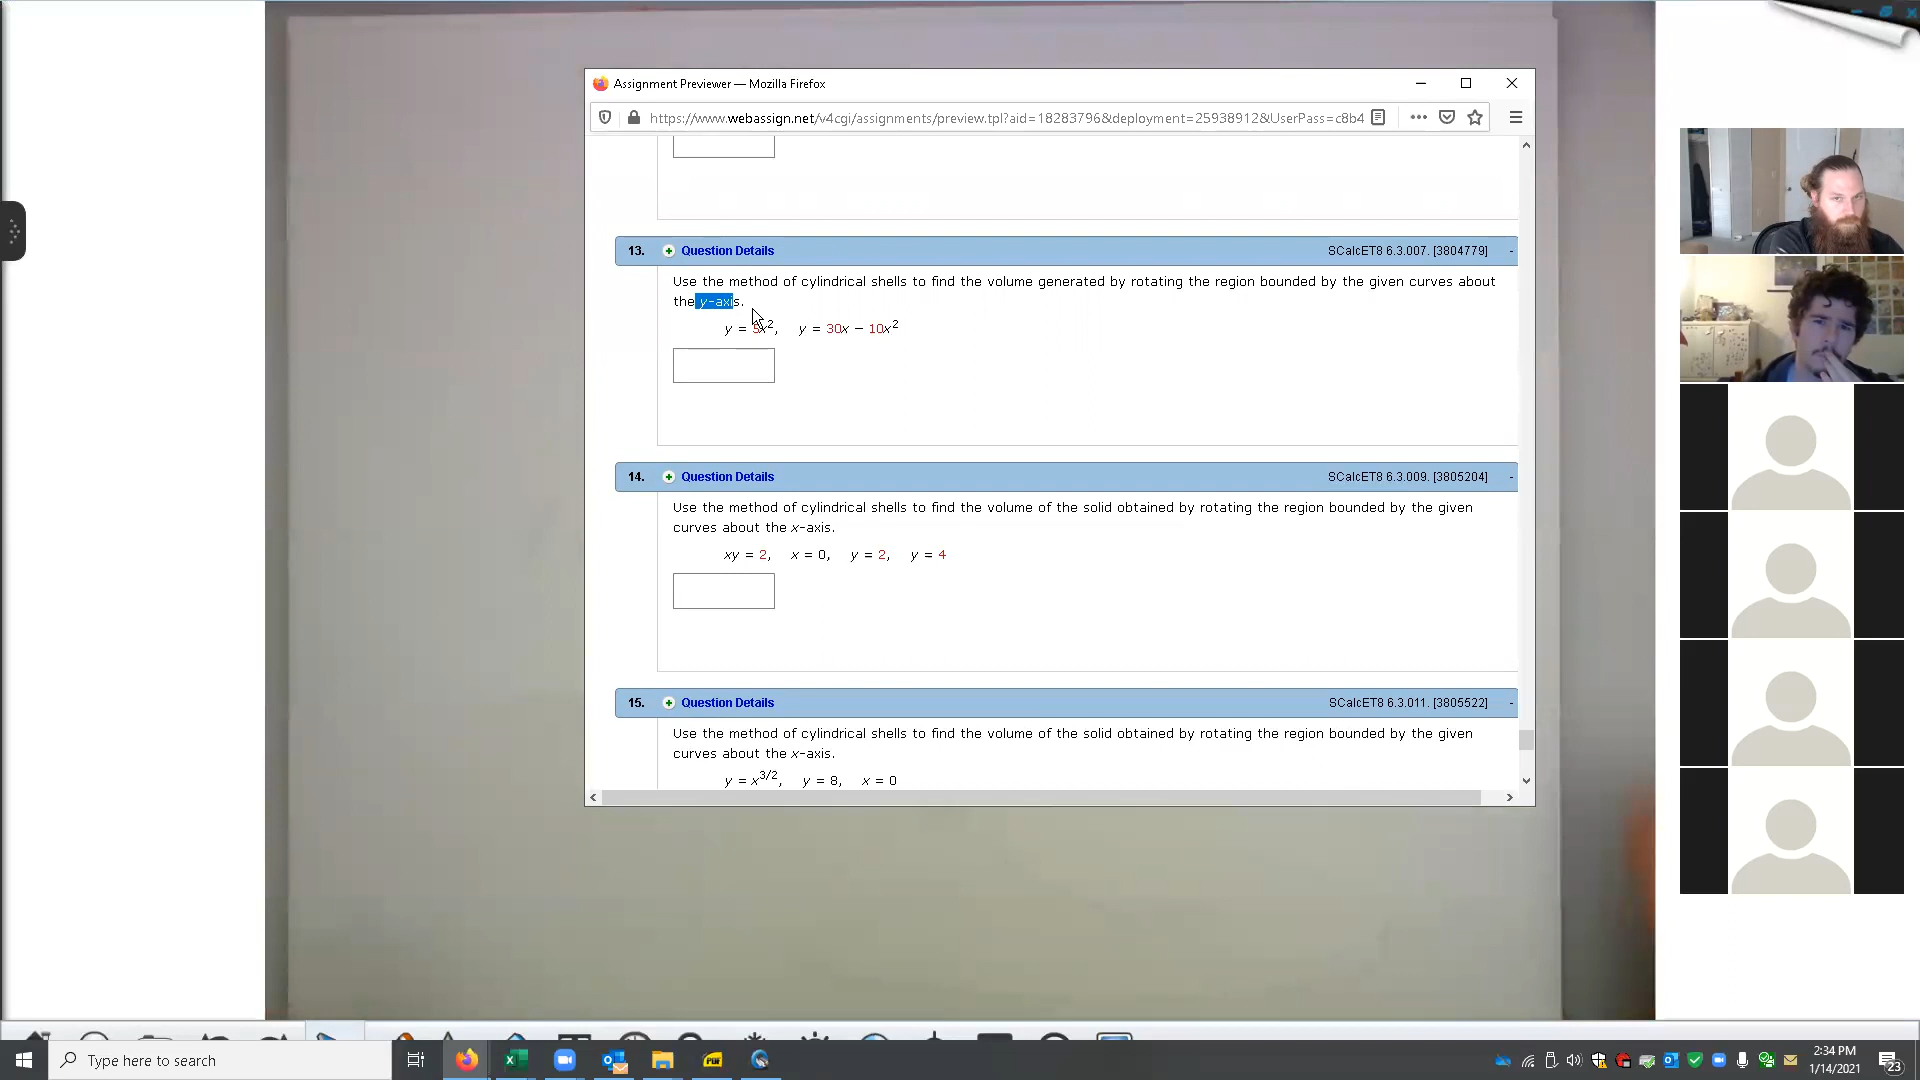 Assignment Previewer — Mozilla Firefox
https://www.webassign.net/v4cgi/assignments/preview.tpl?aid=18283796&deployment=25938912&UserPass=c8b4
13. Question Details SCalcET8 6.3.007. [3804779] -
Use the method of cylindrical shells to find the volume generated by rotating the region bounded by the given curves about
the y-axis.
y = 5x², y = 30x − 10x²
14. Question Details SCalcET8 6.3.009. [3805204] -
Use the method of cylindrical shells to find the volume of the solid obtained by rotating the region bounded by the given
curves about the x-axis.
xy = 2, x = 0, y = 2, y = 4
15. Question Details SCalcET8 6.3.011. [3805522] -
Use the method of cylindrical shells to find the volume of the solid obtained by rotating the region bounded by the given
curves about the x-axis.
y = x^3/2, y = 8, x = 0
Type here to search
PDF
2:34 PM
1/14/2021
23